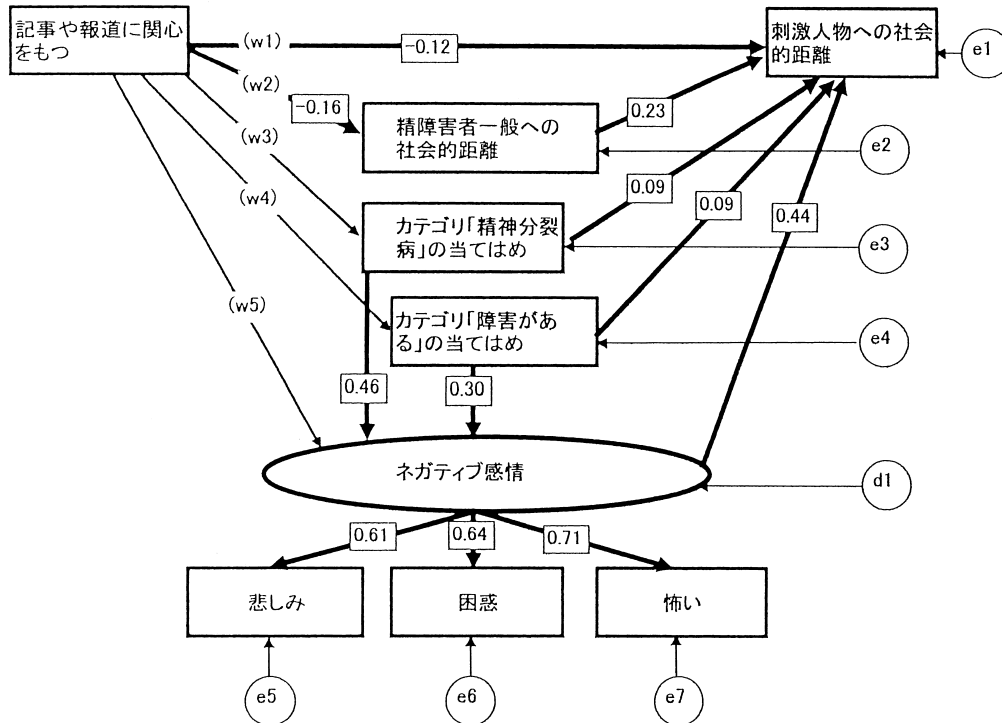 記事や報道に関心
をもつ
(w1)
-0.12
刺激人物への社会
的距離
e1
(w2)
-0.16
精障害者一般への
社会的距離
0.23
e2
(w3)
カテゴリ「精神分裂
病」の当てはめ
0.09
e3
(w4)
カテゴリ「障害があ
る」の当てはめ
0.09
e4
(w5)
0.46
0.30
0.44
ネガティブ感情
d1
0.61
0.64
0.71
悲しみ
困惑
怖い
e5
e6
e7